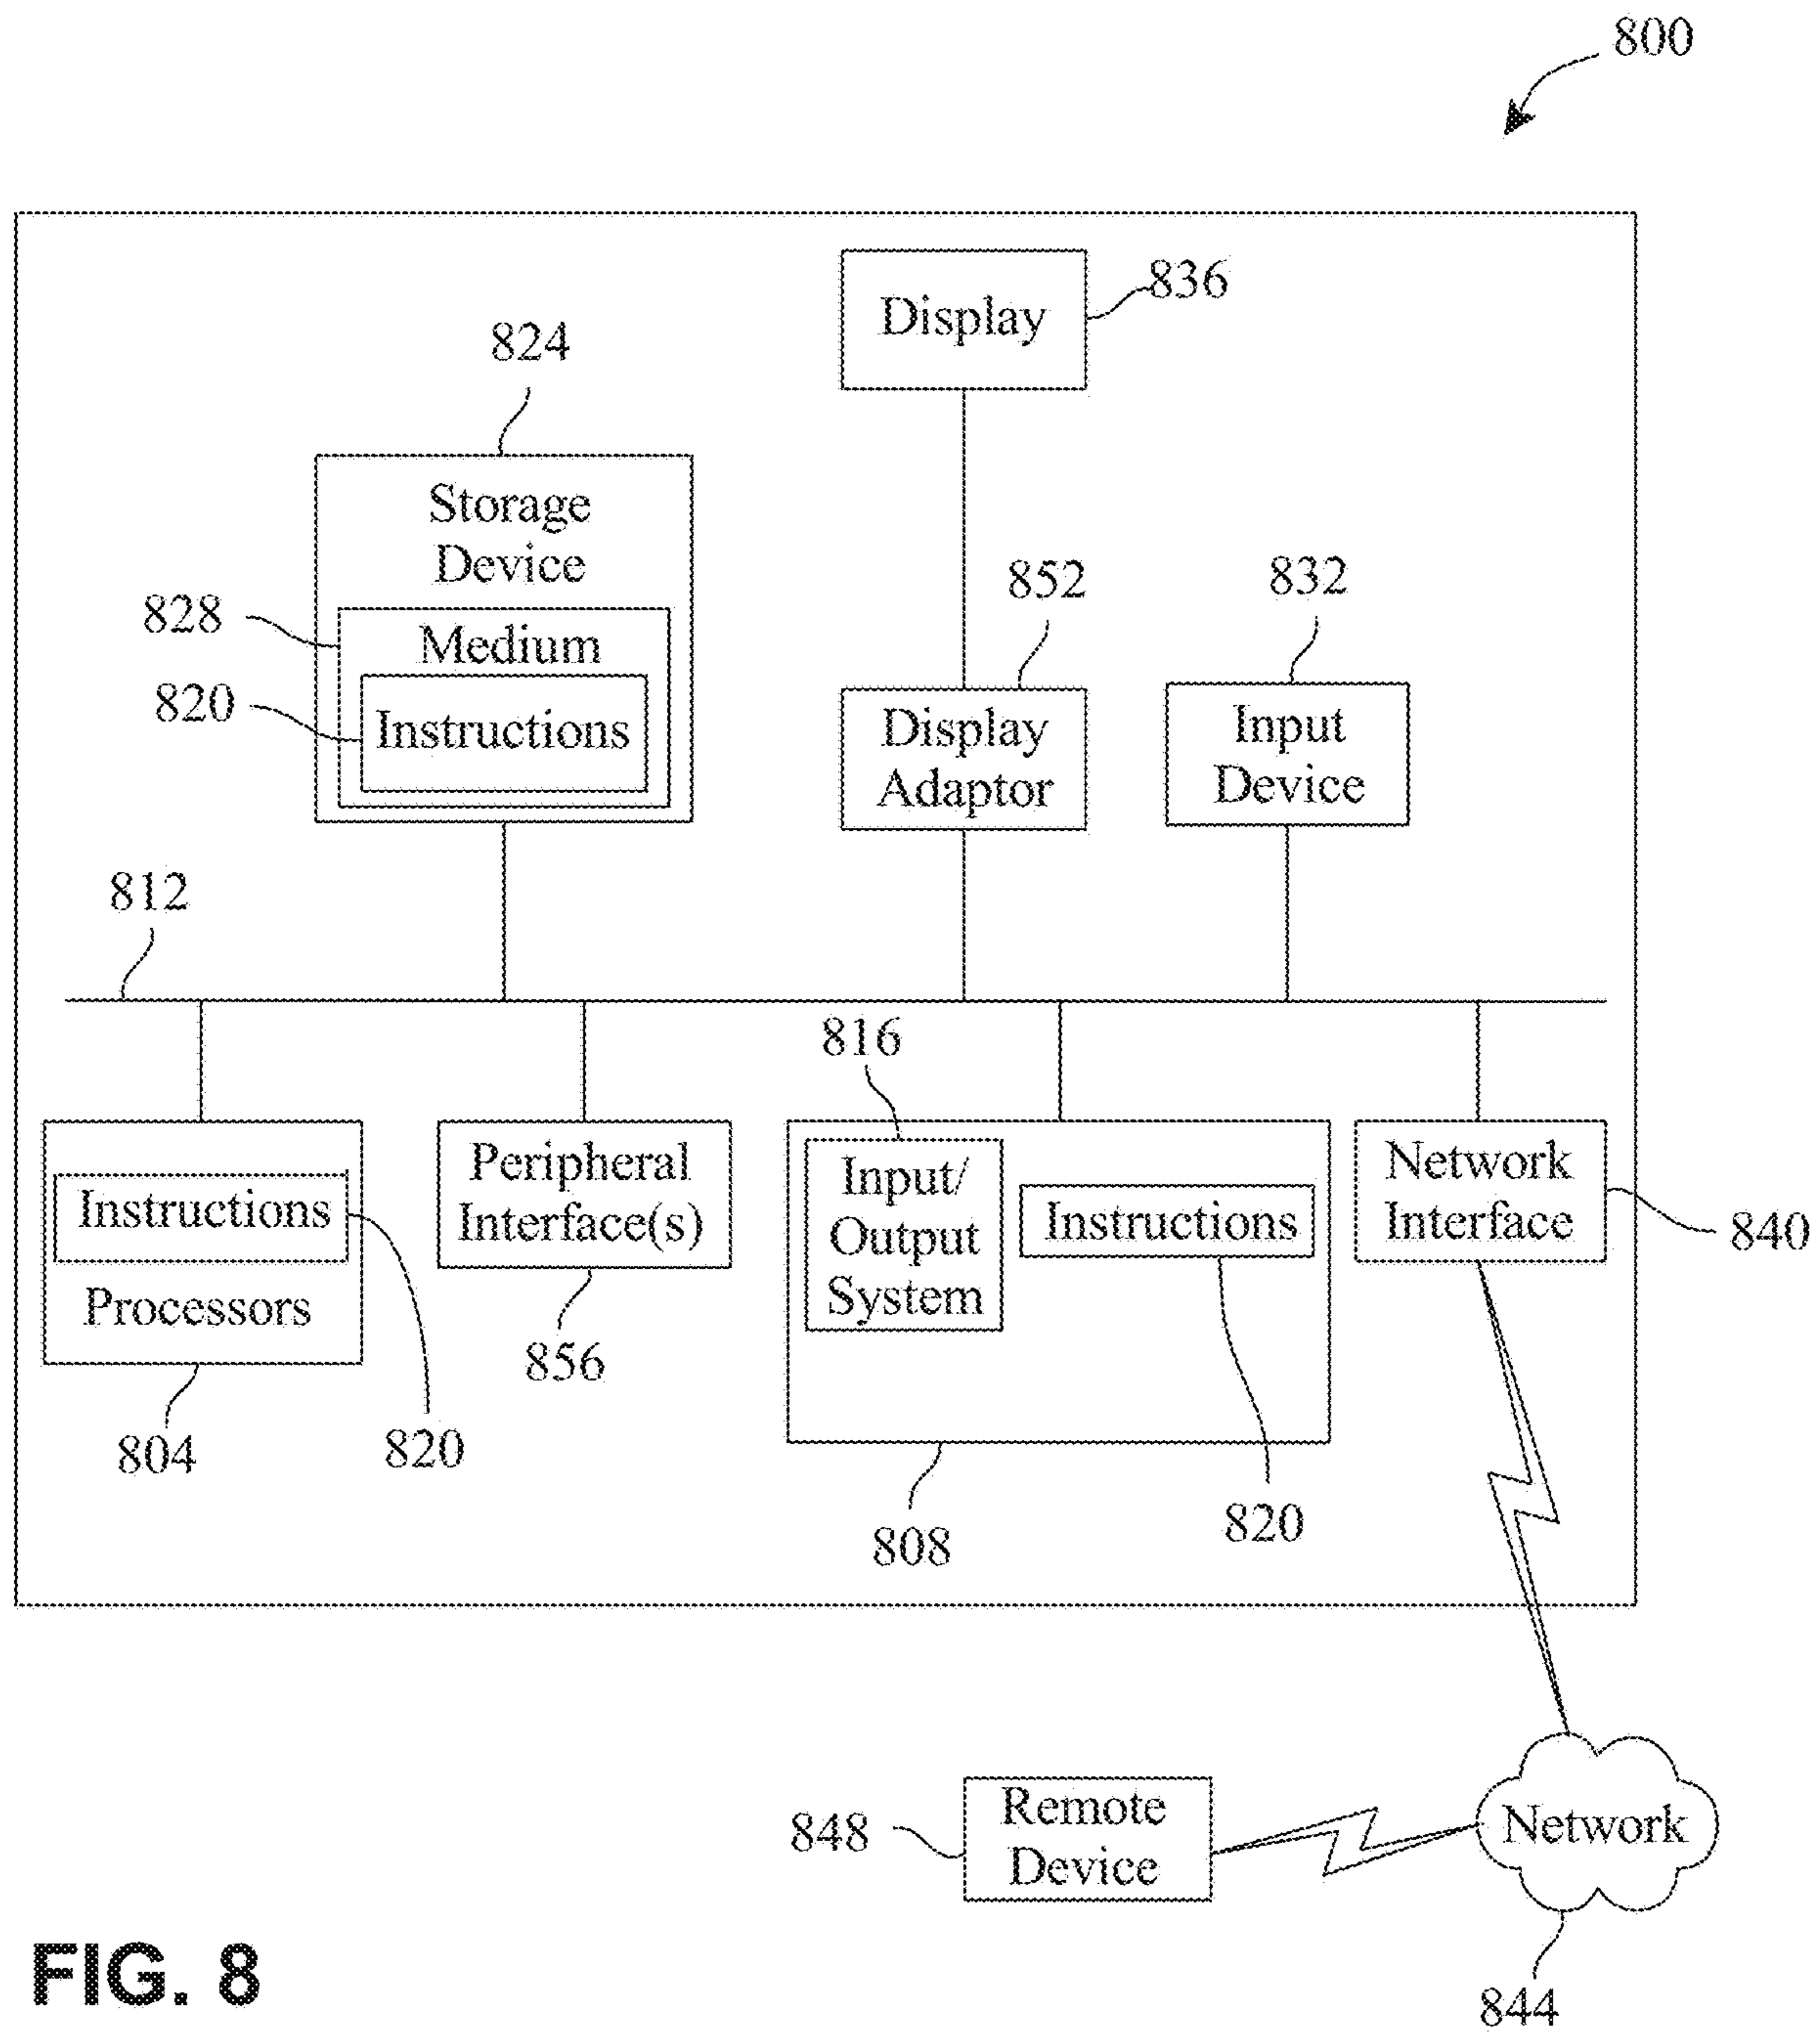 800
Display
836
824
Storage
Device
828
Medium
820
Instructions
852
Display
Adaptor
832
Input
Device
812
816
Instructions
Processors
804
820
Peripheral
Interface(s)
856
Input/
Output
System
Instructions
808
820
Network
Interface
840
848
Remote
Device
Network
844
FIG. 8